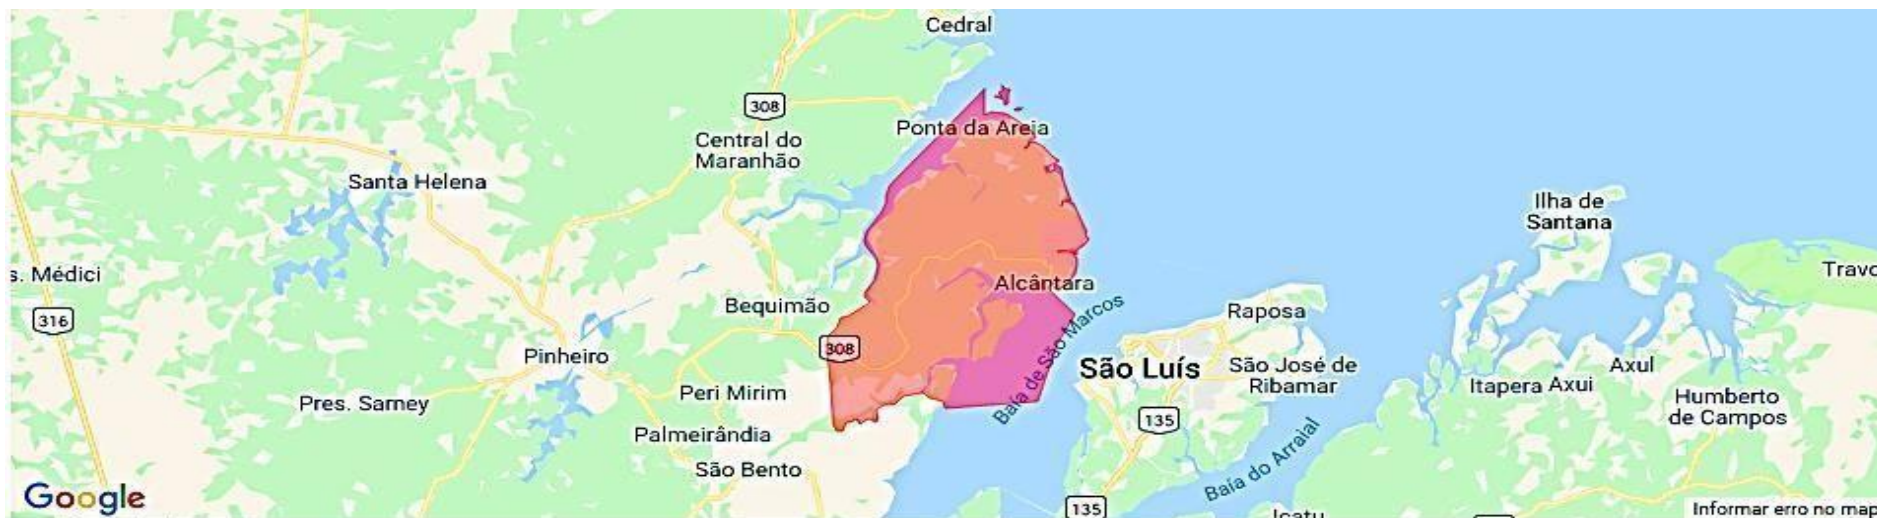 Cedral
308
Ponta da Areia
Central do
Maranhão
Santa Helena
Ilha de
Santana
s. Médici
Travo
Alcântara
Bequimão
Raposa
316
308
Pinheiro
Baía de São Marcos
São Luís
São José de
Ribamar
Axul
Itapera
Axui
Peri Mirim
Pres. Sarney
Humberto
de Campos
135
Palmeirândia
São Bento
Baía do Arraial
Google
135
Icatu
Informar erro no map